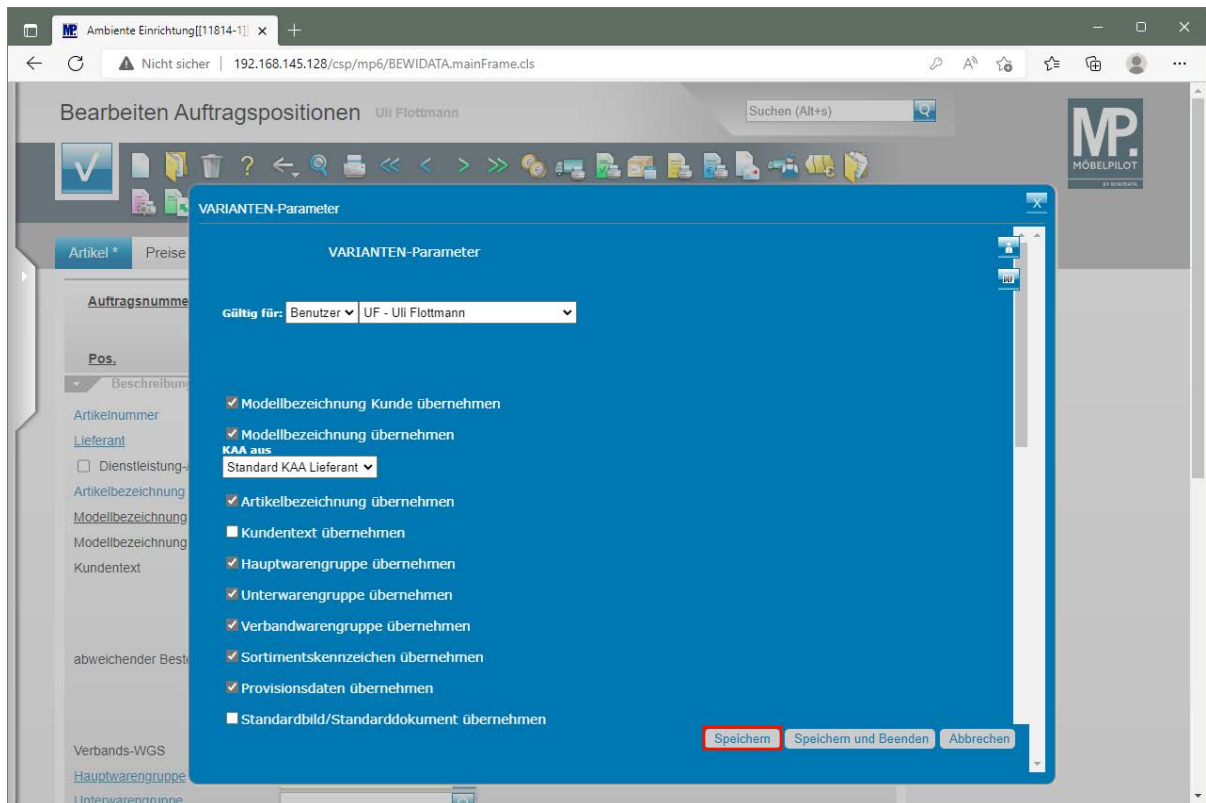 Ambiente Einrichtung[[11814-1]]
Nicht sicher | 192.168.145.128/csp/mp6/BEWIDATA.mainFrame.cls
Bearbeiten Auftragspositionen Uli Flottmann
Suchen (Alt+s)
MP.
MÖBELPILOT
BY BEWIDATA
VARIANTEN-Parameter
X
Artikel *
Preise
VARIANTEN-Parameter
DEF
Auftragsnumme
Gültig für: Benutzer UF - Uli Flottmann
Pos.
Beschreibun
Modellbezeichnung Kunde übernehmen
Artikelnummer
Modellbezeichnung übernehmen
Lieferant
KAA aus
Standard KAA Lieferant
Dienstleistung-
Artikelbezeichnung
Artikelbezeichnung übernehmen
Modellbezeichnung
Kundentext übernehmen
Modellbezeichnung
Kundentext
Hauptwarengruppe übernehmen
Unterwarengruppe übernehmen
Verbandwarengruppe übernehmen
abweichender Beste
Sortimentskennzeichen übernehmen
Provisionsdaten übernehmen
Standardbild/Standarddokument übernehmen
Speichern Speichern und Beenden Abbrechen
Verbands-WGS
Hauptwarengruppe
Unterwarengruppe